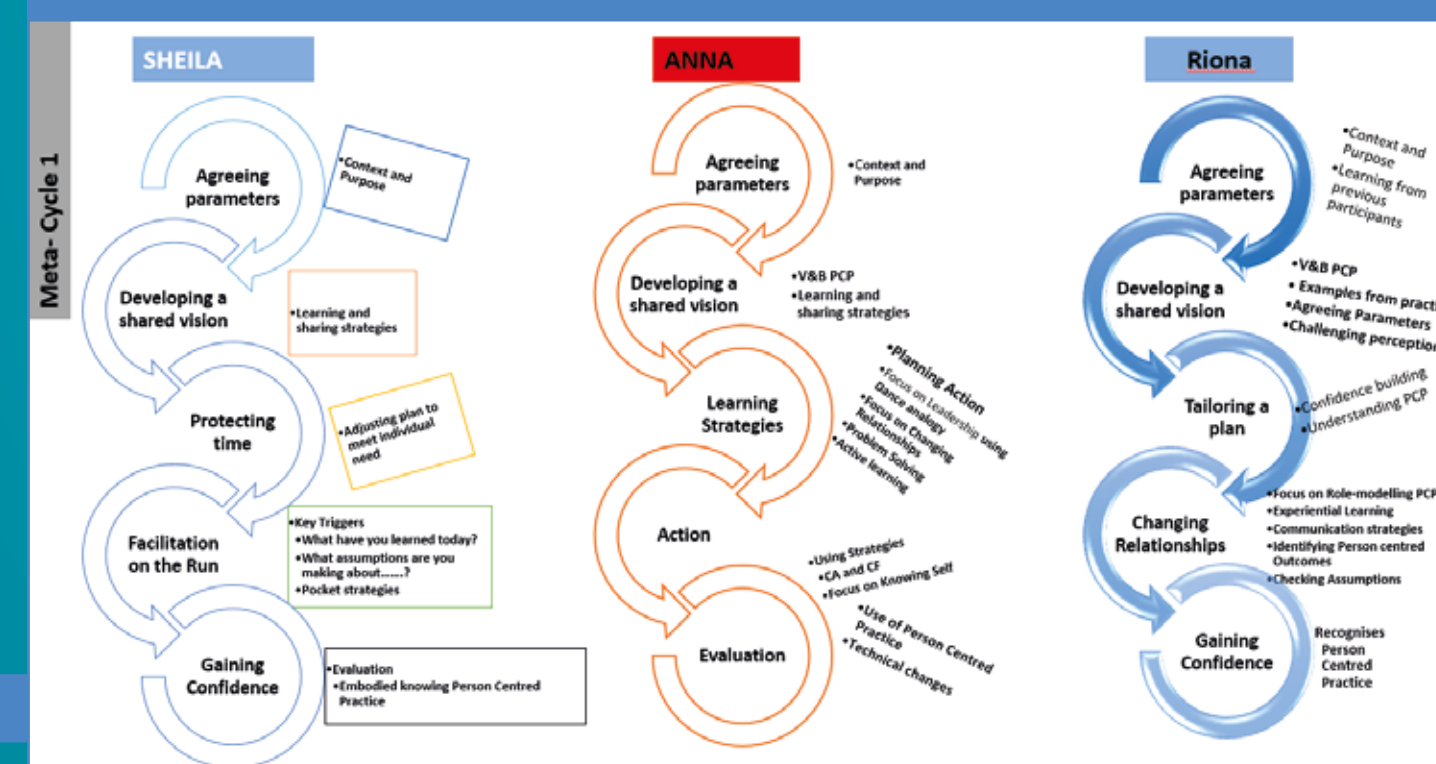 Meta- Cycle 1
SHEILA
Agreeing
parameters
•Context and
Purpose
Developing a
shared vision
•Learning and
sharing strategies
Protecting
time
•Adjusting plan to
meet individual
need
Facilitation
on the Run
•Key Triggers
•What have you learned today?
•What assumptions are you
making about......?
•Pocket strategies
Gaining
Confidence
•Evaluation
•Embodied knowing Person Centred
Practice
ANNA
Agreeing
parameters
•Context and
Purpose
Developing a
shared vision
•V&B PCP
•Learning and
sharing strategies
Learning
Strategies
•Planning Action
•Focus on Leadership using
Dance analogy
•Focus on Changing
Relationships
•Problem Solving
•Active learning
Action
•Using Strategies
•CA and CF
•Focus on Knowing Self
Evaluation
•Use of Person Centred
Practice
•Technical changes
Riona
Agreeing
parameters
•Context and
Purpose
•Learning from
previous
participants
Developing a
shared vision
•V&B PCP
• Examples from practi
•Agreeing Parameters
•Challenging perception
Tailoring a
plan
•Confidence building
•Understanding PCP
Changing
Relationships
•Focus on Role-modelling PCP
•Experiential Learning
•Communication strategies
•Identifying Person centred
Outcomes
•Checking Assumptions
Gaining
Confidence
Recognises
Person
Centred
Practice